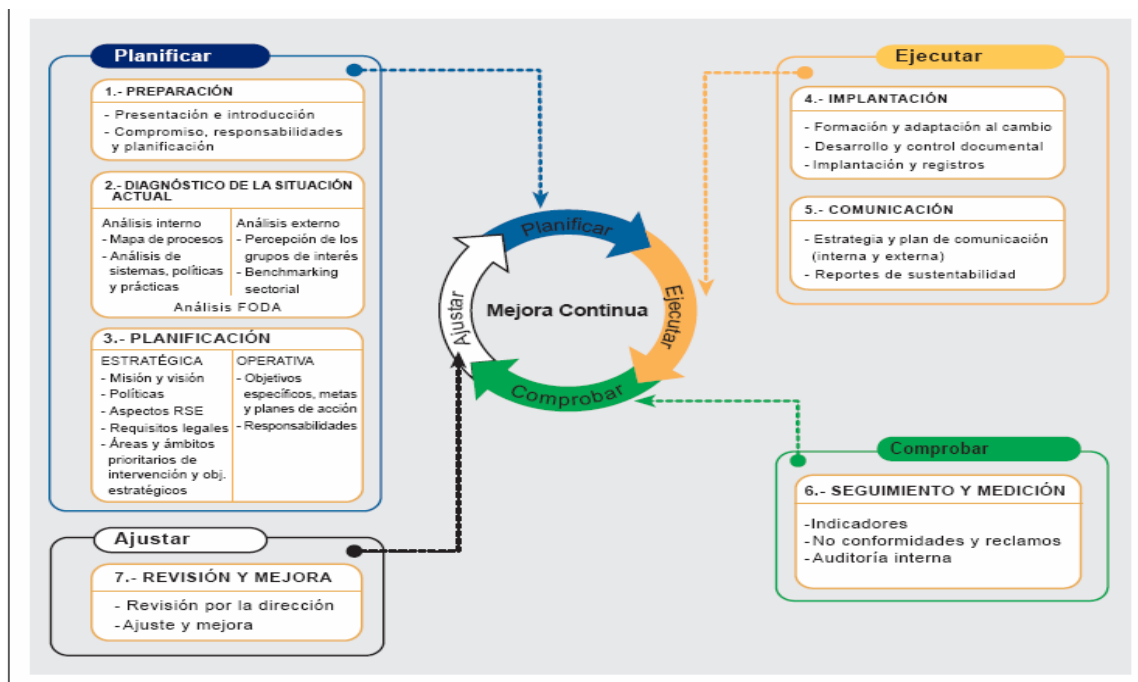 Planificar
1.- PREPARACIÓN
- Presentación e introducción
- Compromiso, responsabilidades
y planificación
2.- DIAGNÓSTICO DE LA SITUACIÓN
ACTUAL
Análisis interno
- Mapa de procesos
- Análisis de
sistemas, políticas
y prácticas
Análisis externo
- Percepción de los
grupos de interés
- Benchmarking
sectorial
Análisis FODA
3.- PLANIFICACIÓN
ESTRATÉGICA
- Misión y visión
- Políticas
- Aspectos RSE
- Requisitos legales
- Áreas y ámbitos
prioritarios de
intervención y obj.
estratégicos
OPERATIVA
- Objetivos
específicos, metas
y planes de acción
- Responsabilidades
Ajustar
7.- REVISIÓN Y MEJORA
- Revisión por la dirección
-Ajuste y mejora
Planificar
Ejecutar
Comprobar
Ajustar
Mejora Continua
Ejecutar
4.- IMPLANTACIÓN
- Formación y adaptación al cambio
- Desarrollo y control documental
- Implantación y registros
5.- COMUNICACIÓN
- Estrategia y plan de comunicación
(interna y externa)
- Reportes de sustentabilidad
Comprobar
6.- SEGUIMIENTO Y MEDICIÓN
-Indicadores
-No conformidades y reclamos
-Auditoría interna